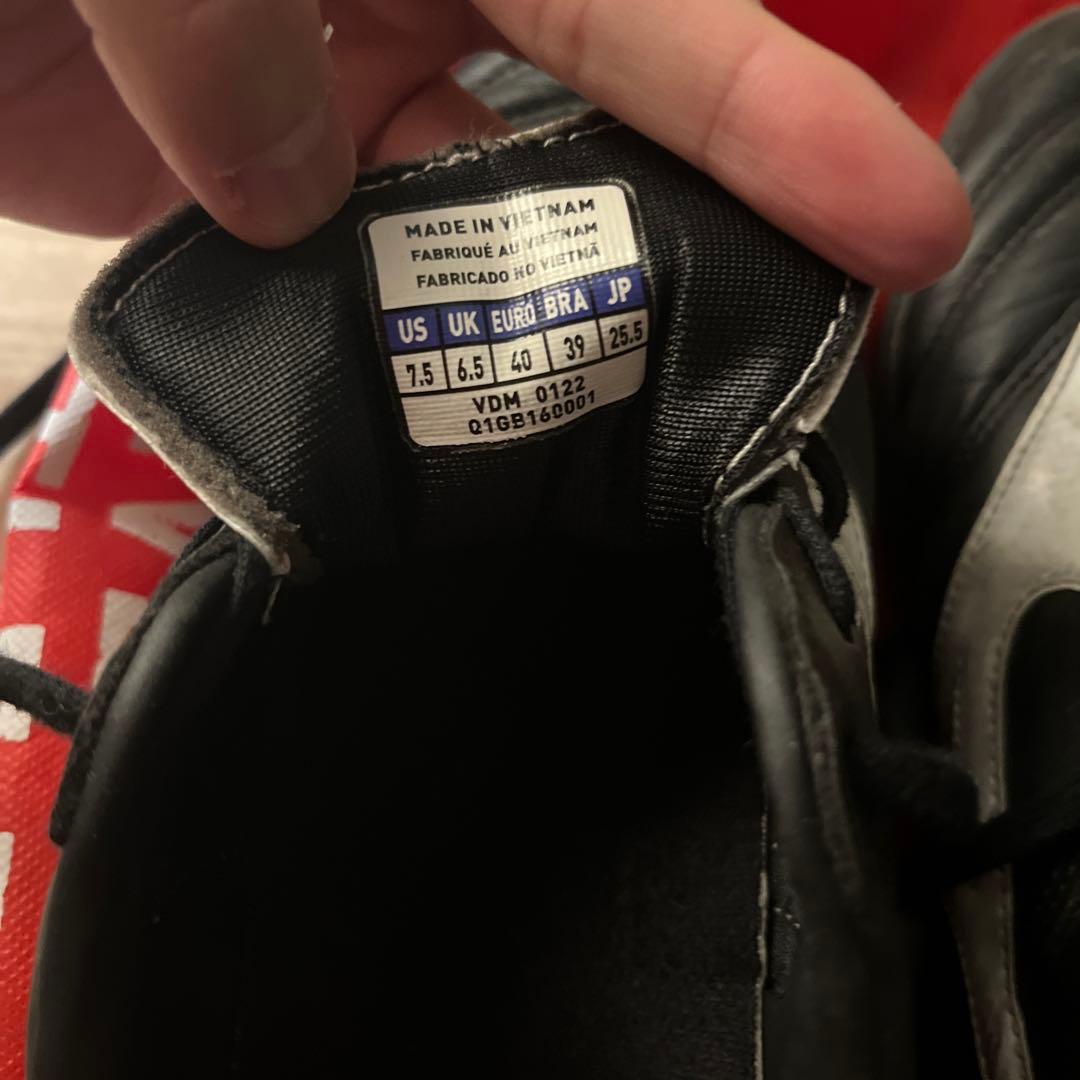 MADE IN VIETNAM
FABRIQUÉ AU VIETNAM
FABRICADO NO VIETNÃ
US UK EURO BRA JP
7.5 6.5 40 39 25.5
VDM 0122
Q1GB160001